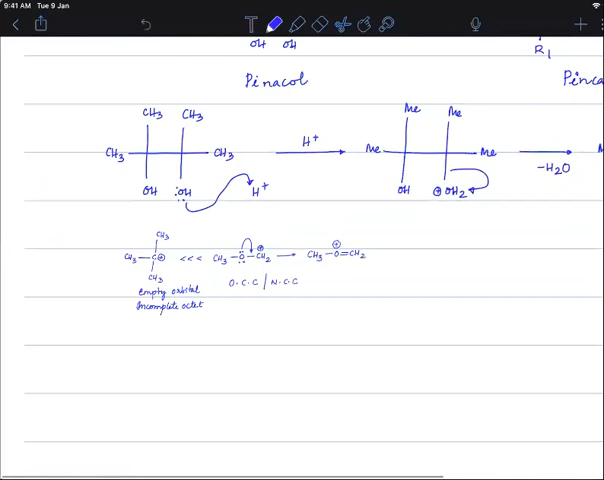 9:41 AM Tue 9 Jan
OH OH
R1
Pinacol
Pinca
CH3 CH3
CH3 CH3
OH :OH
H+
H+
Me Me
Me Me
OH ⊕OH2
-H2O
M
CH3
CH3-C⊕ <<< CH3-O-CH2⊕ → CH3-O⊕=CH2
CH3
Empty orbital
Incomplete octet
O.C.C / N.C.C